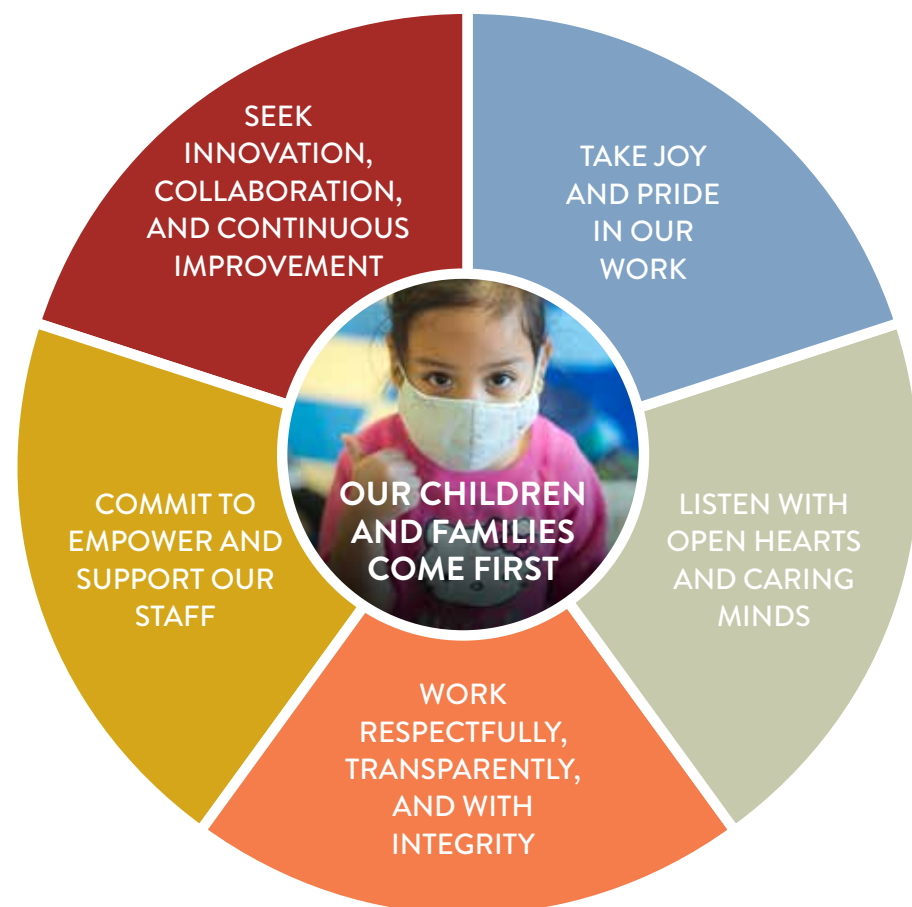 SEEK
INNOVATION,
COLLABORATION,
AND CONTINUOUS
IMPROVEMENT
TAKE JOY
AND PRIDE
IN OUR
WORK
LISTEN WITH
OPEN HEARTS
AND CARING
MINDS
WORK
RESPECTFULLY,
TRANSPARENTLY,
AND WITH
INTEGRITY
COMMIT TO
EMPOWER AND
SUPPORT OUR
STAFF
OUR CHILDREN
AND FAMILIES
COME FIRST